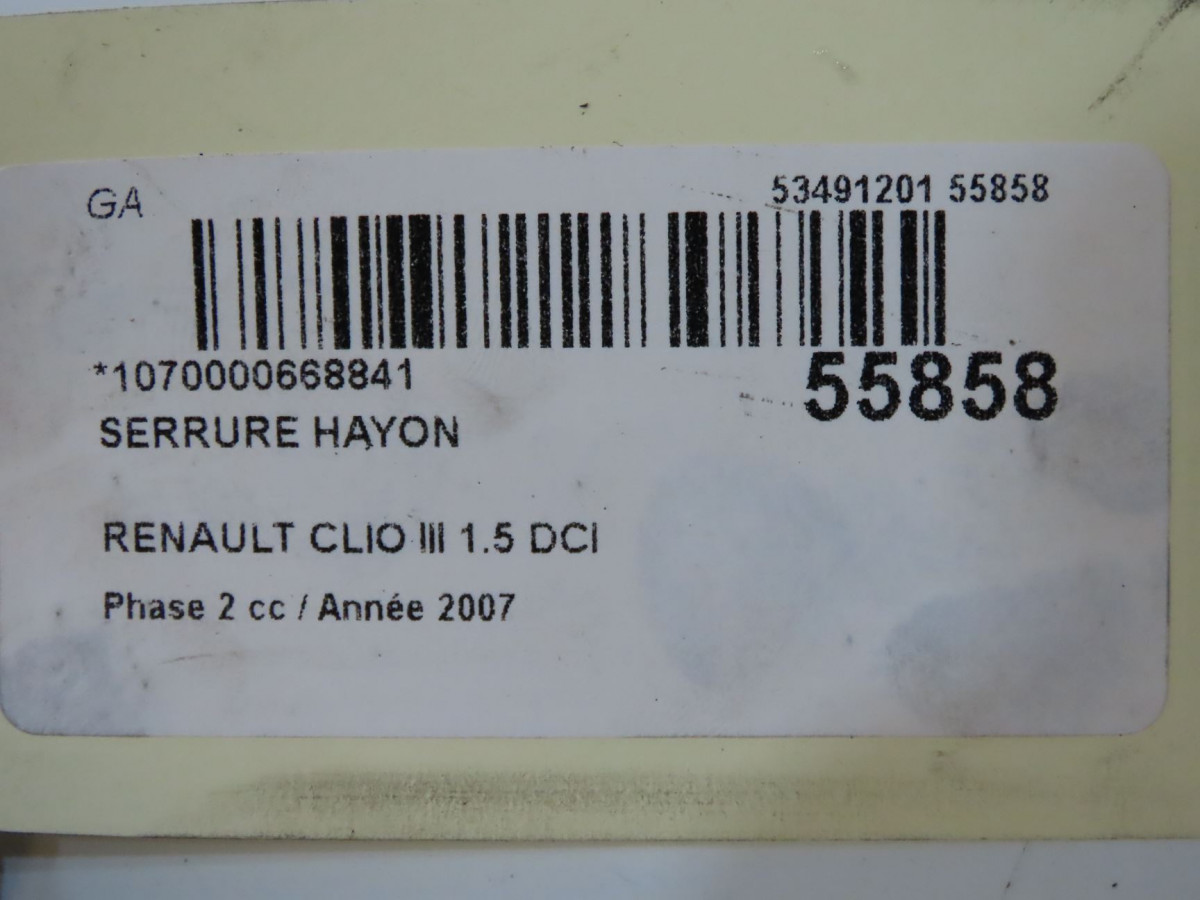 GA 53491201 55858
*1070000668841 55858
SERRURE HAYON
RENAULT CLIO III 1.5 DCI
Phase 2 cc / Année 2007